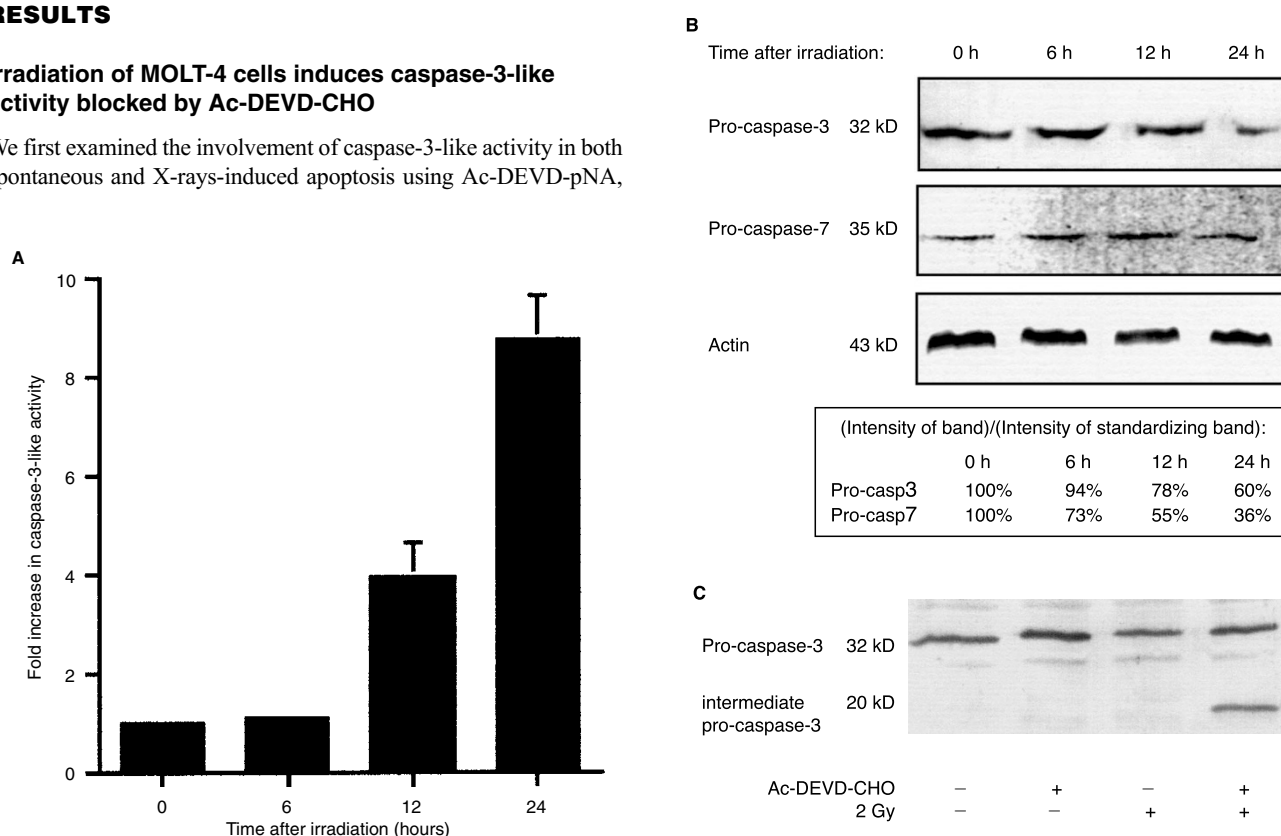 RESULTS
rradiation of MOLT-4 cells induces caspase-3-like
ctivity blocked by Ac-DEVD-CHO
We first examined the involvement of caspase-3-like activity in both
pontaneous and X-rays-induced apoptosis using Ac-DEVD-pNA,
A
10
8
6
4
2
0
Fold increase in caspase-3-like activity
0 6 12 24
Time after irradiation (hours)
B
Time after irradiation: 0 h 6 h 12 h 24 h
Pro-caspase-3 32 kD
Pro-caspase-7 35 kD
Actin 43 kD
(Intensity of band)/(Intensity of standardizing band):
0 h 6 h 12 h 24 h
Pro-casp3 100% 94% 78% 60%
Pro-casp7 100% 73% 55% 36%
C
Pro-caspase-3 32 kD
intermediate 20 kD
pro-caspase-3
Ac-DEVD-CHO – + – +
2 Gy – – + +